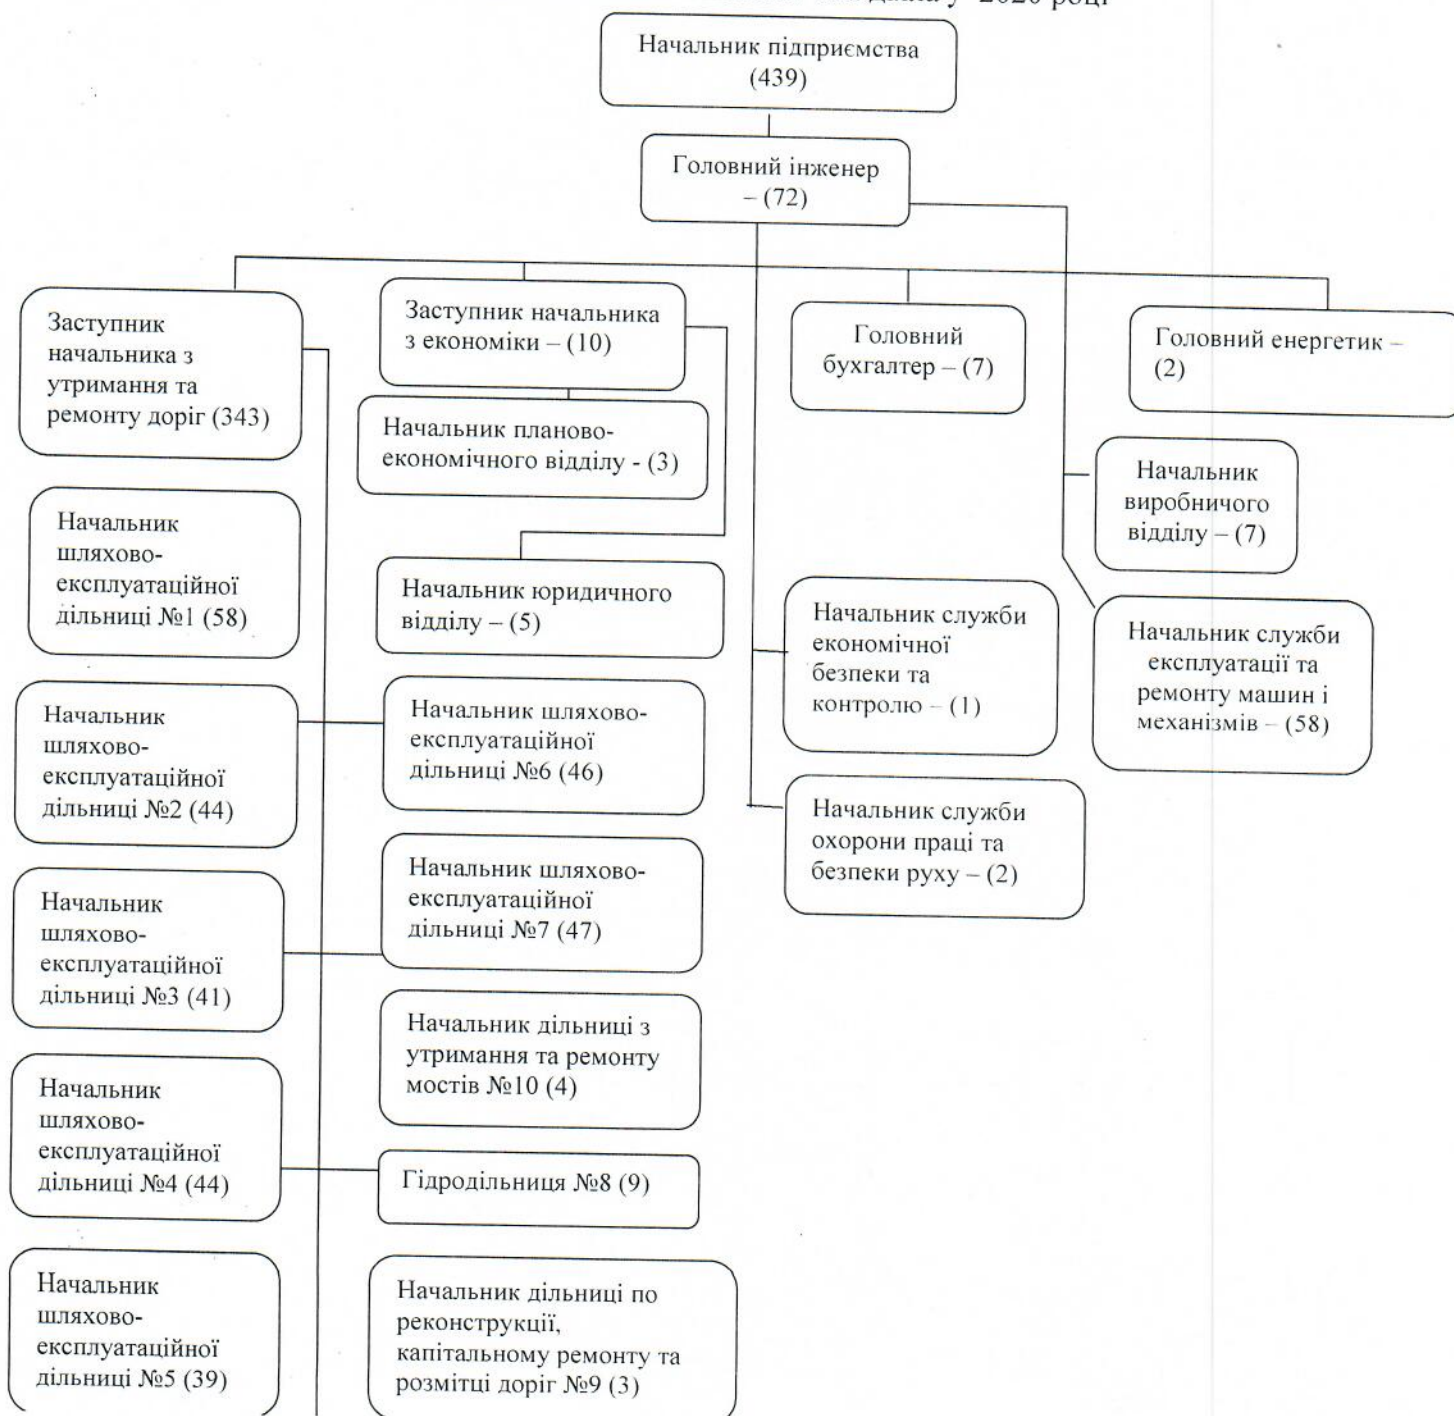 у 2020 році
Начальник підприємства
(439)
Головний інженер
– (72)
Заступник
начальника з
утримання та
ремонту доріг (343)
Заступник начальника
з економіки – (10)
Головний
бухгалтер – (7)
Головний енергетик –
(2)
Начальник планово-
економічного відділу - (3)
Начальник
виробничого
відділу – (7)
Начальник
шляхово-
експлуатаційної
дільниці №1 (58)
Начальник юридичного
відділу – (5)
Начальник служби
економічної
безпеки та
контролю – (1)
Начальник служби
експлуатації та
ремонту машин і
механізмів – (58)
Начальник
шляхово-
експлуатаційної
дільниці №2 (44)
Начальник шляхово-
експлуатаційної
дільниці №6 (46)
Начальник служби
охорони праці та
безпеки руху – (2)
Начальник
шляхово-
експлуатаційної
дільниці №3 (41)
Начальник шляхово-
експлуатаційної
дільниці №7 (47)
Начальник дільниці з
утримання та ремонту
мостів №10 (4)
Начальник
шляхово-
експлуатаційної
дільниці №4 (44)
Гідродільниця №8 (9)
Начальник
шляхово-
експлуатаційної
дільниці №5 (39)
Начальник дільниці по
реконструкції,
капітальному ремонту та
розмітці доріг №9 (3)